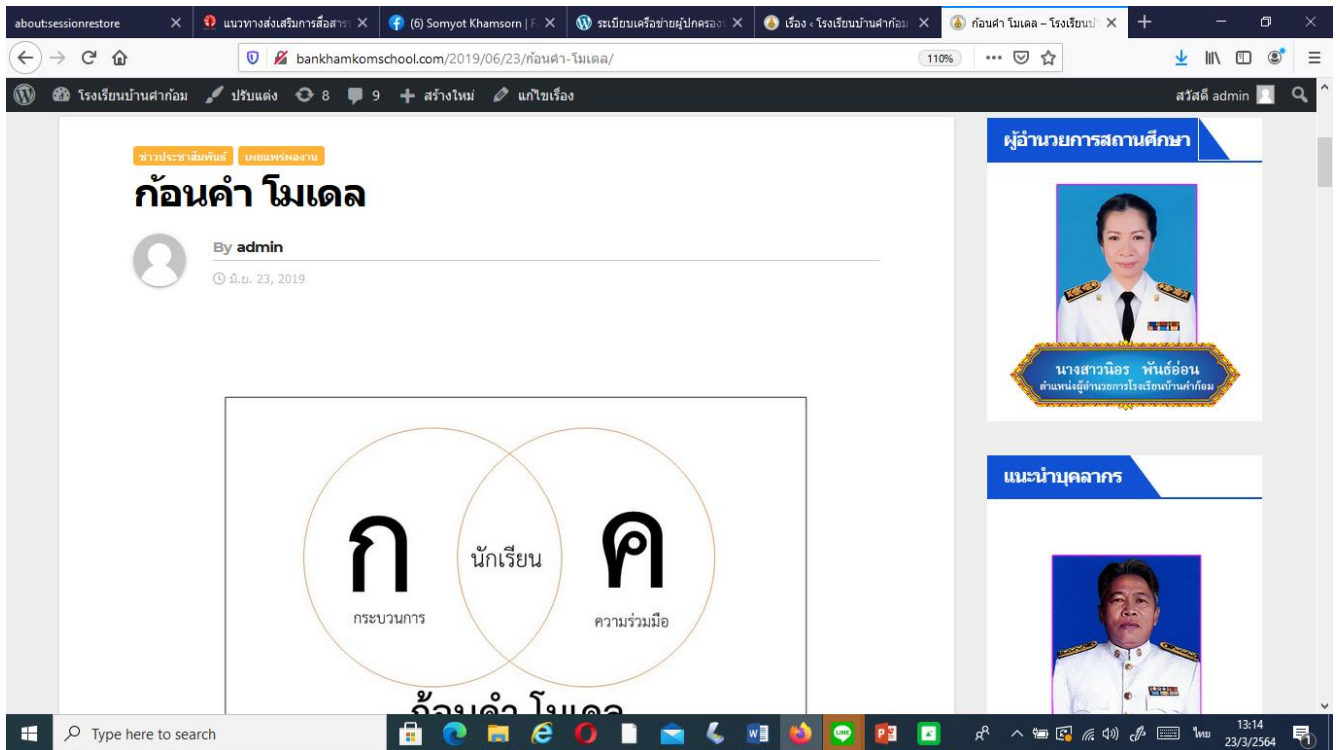 about:sessionrestore
แนวทางส่งเสริมการสื่อสาร
(6) Somyot Khamsorn | F
ระเบียบเครือข่ายผู้ปกครอง
เรื่อง ‹ โรงเรียนบ้านคำก้อม
ก้อนคำ โมเดล – โรงเรียนบ้า
bankhamkomschool.com/2019/06/23/ก้อนคำ-โมเดล/
110%
โรงเรียนบ้านคำก้อม ปรับแต่ง 8 9 สร้างใหม่ แก้ไขเรื่อง
สวัสดี admin
ข่าวประชาสัมพันธ์ เผยแพร่ผลงาน
ก้อนคำ โมเดล
By admin
มิ.ย. 23, 2019
ก
กระบวนการ
นักเรียน
ค
ความร่วมมือ
ก้อนคำ โมเดล
ผู้อำนวยการสถานศึกษา
นางสาวนิอร พันธ์อ่อน
ตำแหน่งผู้อำนวยการโรงเรียนบ้านคำก้อม
แนะนำบุคลากร
Type here to search
ไทย
13:14
23/3/2564
1